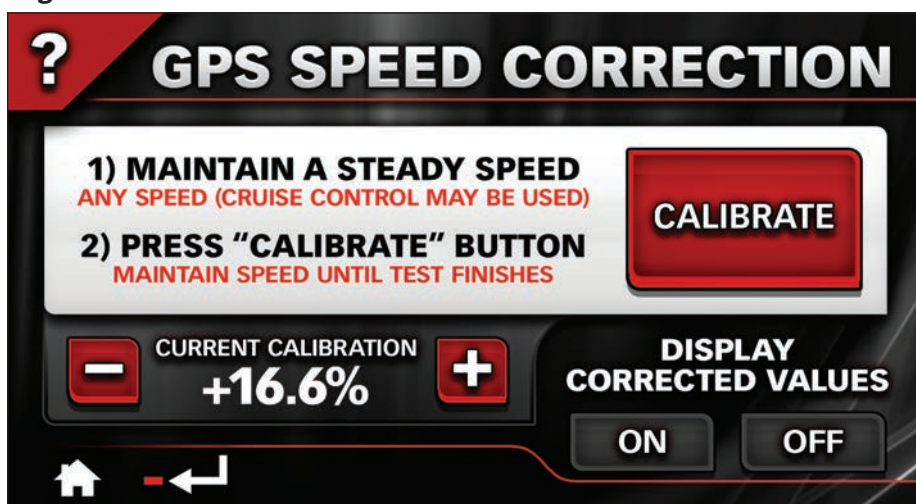 ?
GPS SPEED CORRECTION
1) MAINTAIN A STEADY SPEED
ANY SPEED (CRUISE CONTROL MAY BE USED)
2) PRESS “CALIBRATE” BUTTON
MAINTAIN SPEED UNTIL TEST FINISHES
CALIBRATE
CURRENT CALIBRATION
+16.6%
DISPLAY
CORRECTED VALUES
ON
OFF